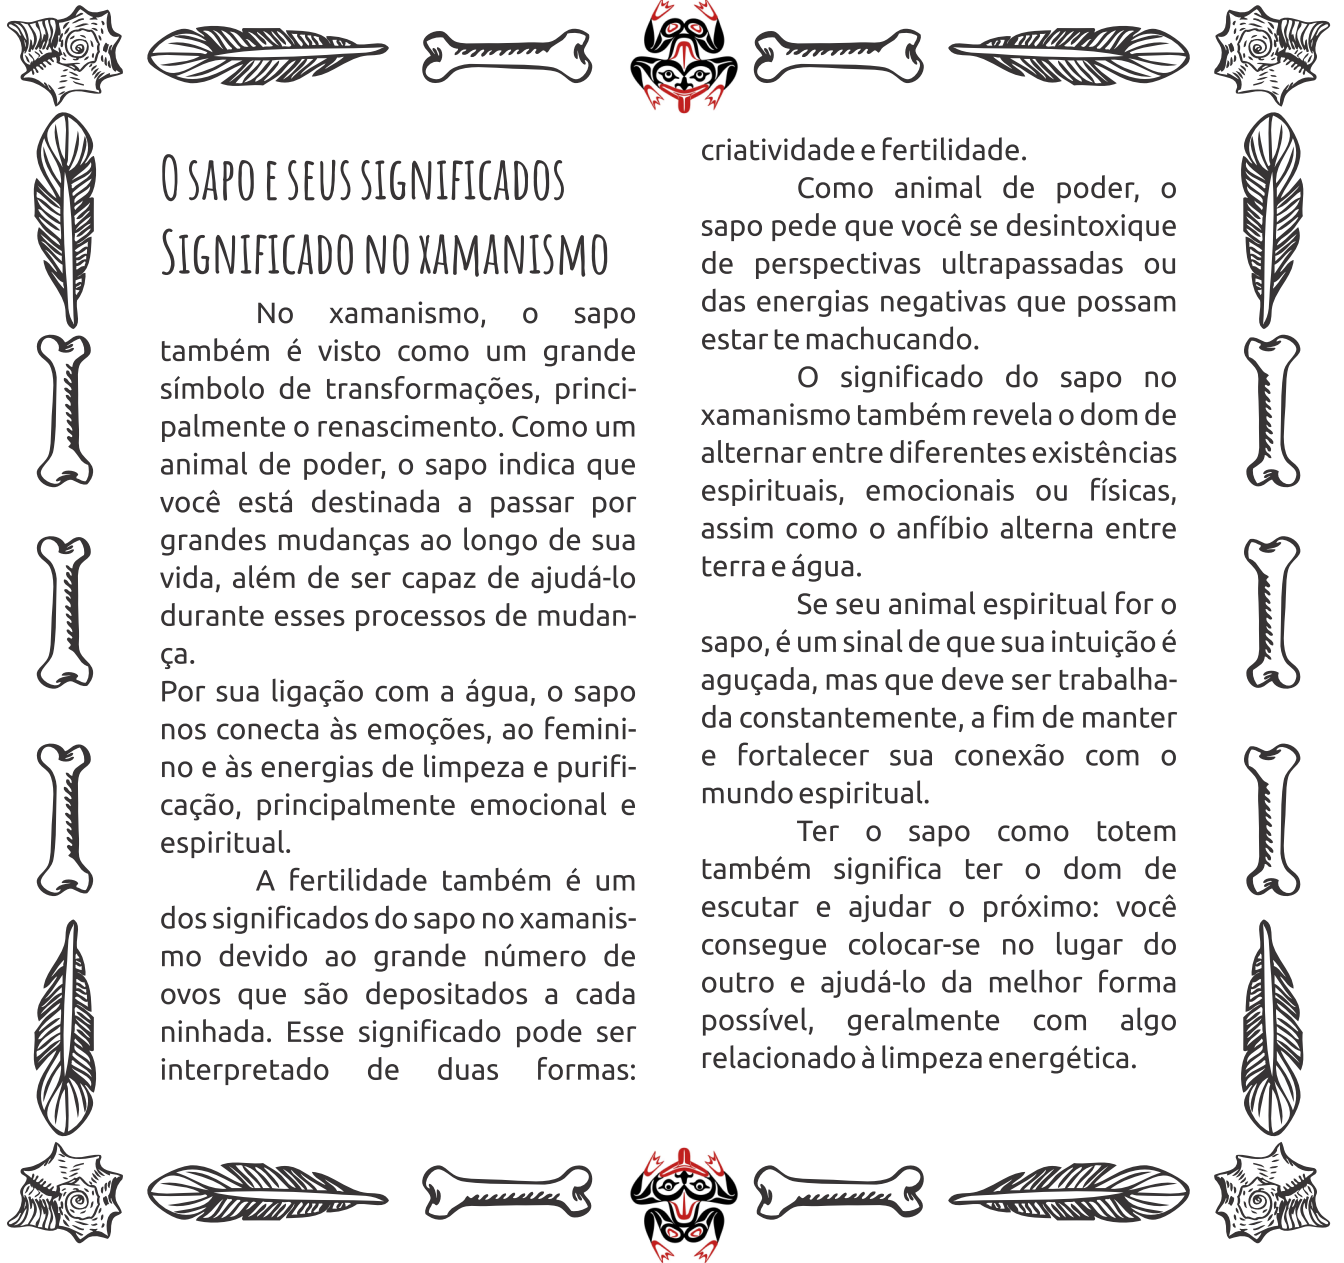 O sapo e seus significados
Significado no xamanismo
No xamanismo, o sapo
também é visto como um grande
símbolo de transformações, princi-
palmente o renascimento. Como um
animal de poder, o sapo indica que
você está destinada a passar por
grandes mudanças ao longo de sua
vida, além de ser capaz de ajudá-lo
durante esses processos de mudan-
ça.
Por sua ligação com a água, o sapo
nos conecta às emoções, ao femini-
no e às energias de limpeza e purifi-
cação, principalmente emocional e
espiritual.
A fertilidade também é um
dos significados do sapo no xamanis-
mo devido ao grande número de
ovos que são depositados a cada
ninhada. Esse significado pode ser
interpretado de duas formas:
criatividade e fertilidade.
Como animal de poder, o
sapo pede que você se desintoxique
de perspectivas ultrapassadas ou
das energias negativas que possam
estar te machucando.
O significado do sapo no
xamanismo também revela o dom de
alternar entre diferentes existências
espirituais, emocionais ou físicas,
assim como o anfíbio alterna entre
terra e água.
Se seu animal espiritual for o
sapo, é um sinal de que sua intuição é
aguçada, mas que deve ser trabalha-
da constantemente, a fim de manter
e fortalecer sua conexão com o
mundo espiritual.
Ter o sapo como totem
também significa ter o dom de
escutar e ajudar o próximo: você
consegue colocar-se no lugar do
outro e ajudá-lo da melhor forma
possível, geralmente com algo
relacionado à limpeza energética.